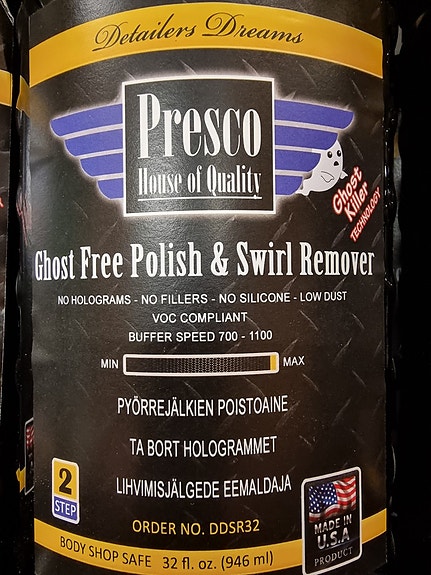 Detailers Dreams
Presco
House of Quality
Ghost
Killer
TECHNOLOGY
Ghost Free Polish & Swirl Remover
NO HOLOGRAMS - NO FILLERS - NO SILICONE - LOW DUST
VOC COMPLIANT
BUFFER SPEED 700 - 1100
MIN MAX
PYÖRREJÄLKIEN POISTOAINE
TA BORT HOLOGRAMMET
LIHVIMISJÄLGEDE EEMALDAJA
2
STEP
ORDER NO. DDSR32
MADE IN
U.S.A
PRODUCT
BODY SHOP SAFE 32 fl. oz. (946 ml)